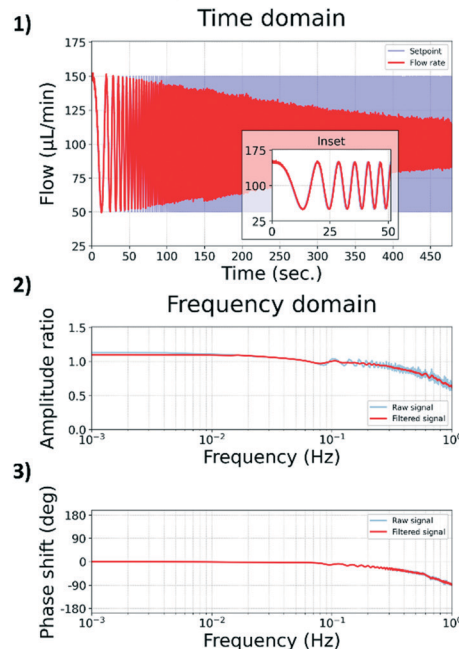 1)
Time domain
175
150
125
100
75
50
25
Flow (µL/min)
Setpoint
Flow rate
Inset
175
100
25
0
25
50
0
50
100
150
200
250
300
350
400
450
Time (sec.)
2)
Frequency domain
1.5
1.0
0.5
0.0
Amplitude ratio
Raw signal
Filtered signal
10⁻³
10⁻²
10⁻¹
10⁰
Frequency (Hz)
3)
180
90
0
-90
-180
Phase shift (deg)
Raw signal
Filtered signal
10⁻³
10⁻²
10⁻¹
10⁰
Frequency (Hz)